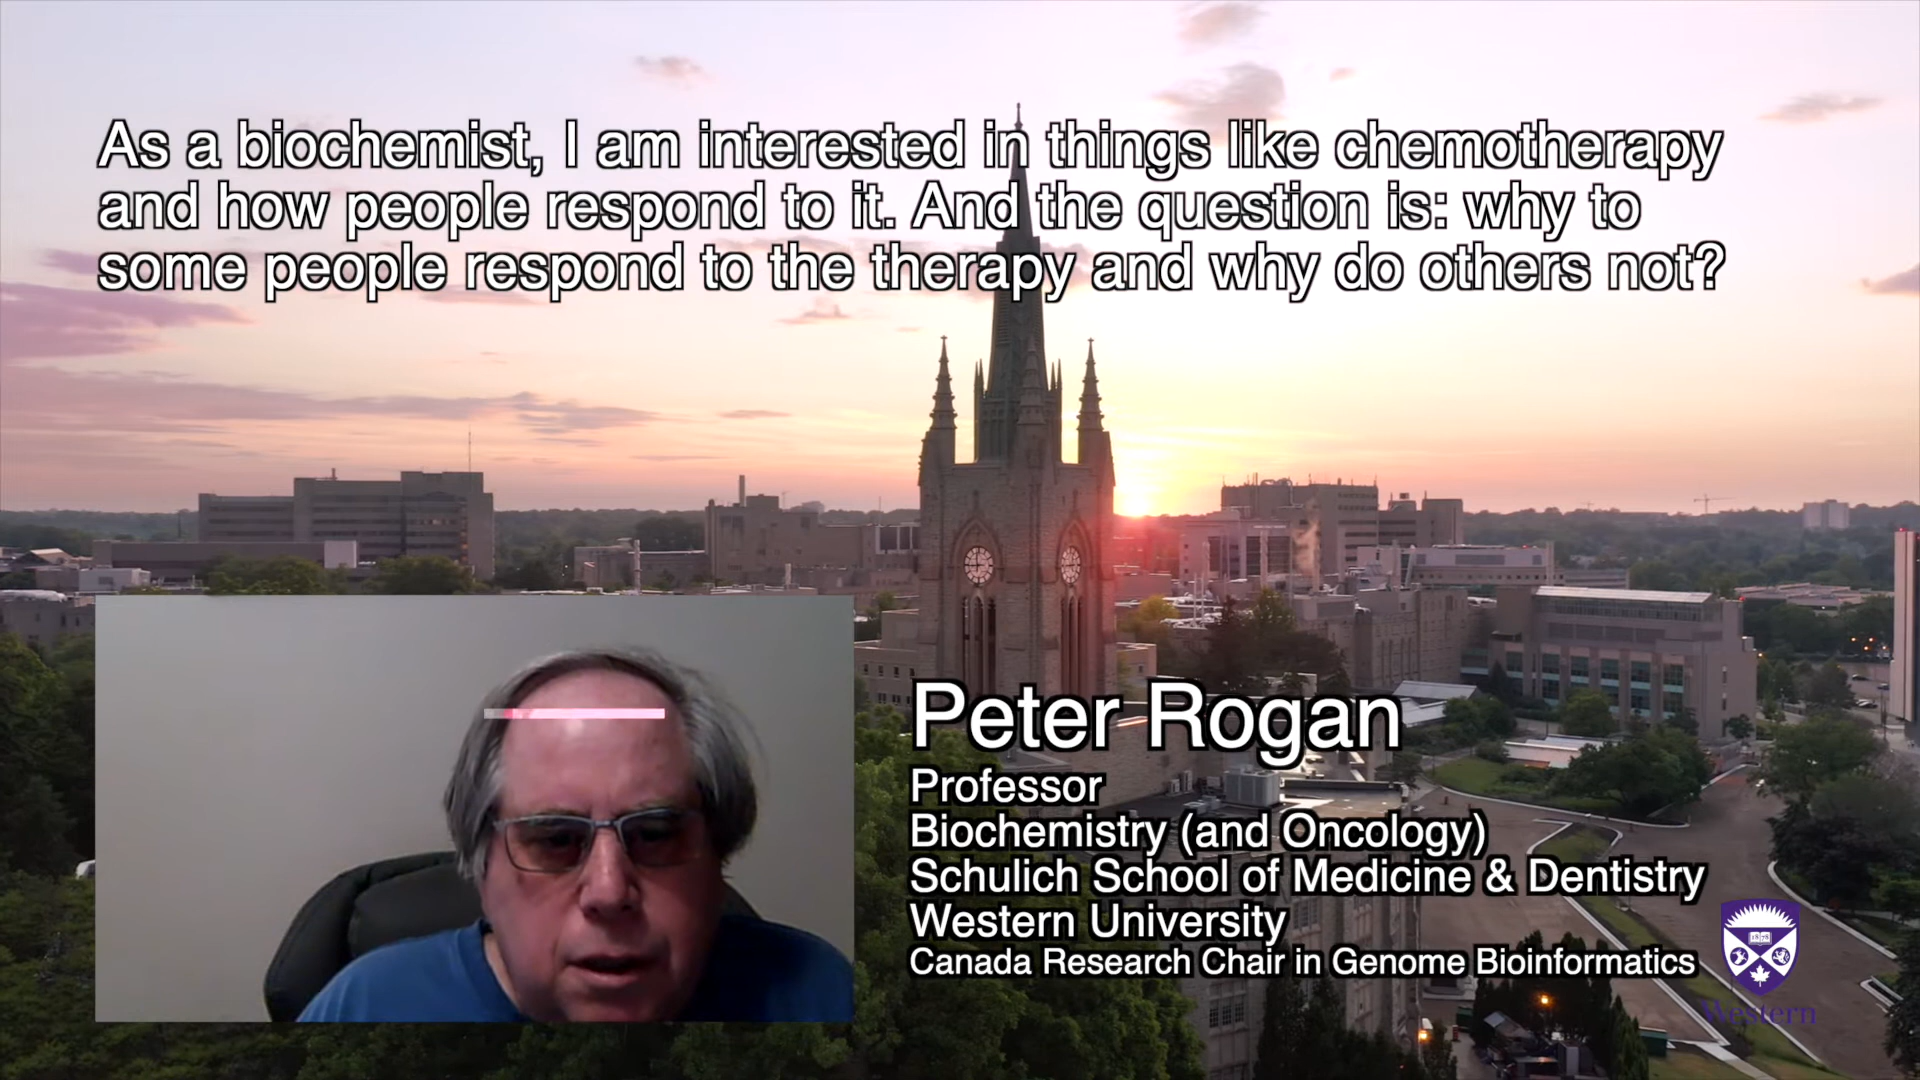 As a biochemist, I am interested in things like chemotherapy
and how people respond to it. And the question is: why to
some people respond to the therapy and why do others not?
Peter Rogan
Professor
Biochemistry (and Oncology)
Schulich School of Medicine & Dentistry
Western University
Canada Research Chair in Genome Bioinformatics
Western